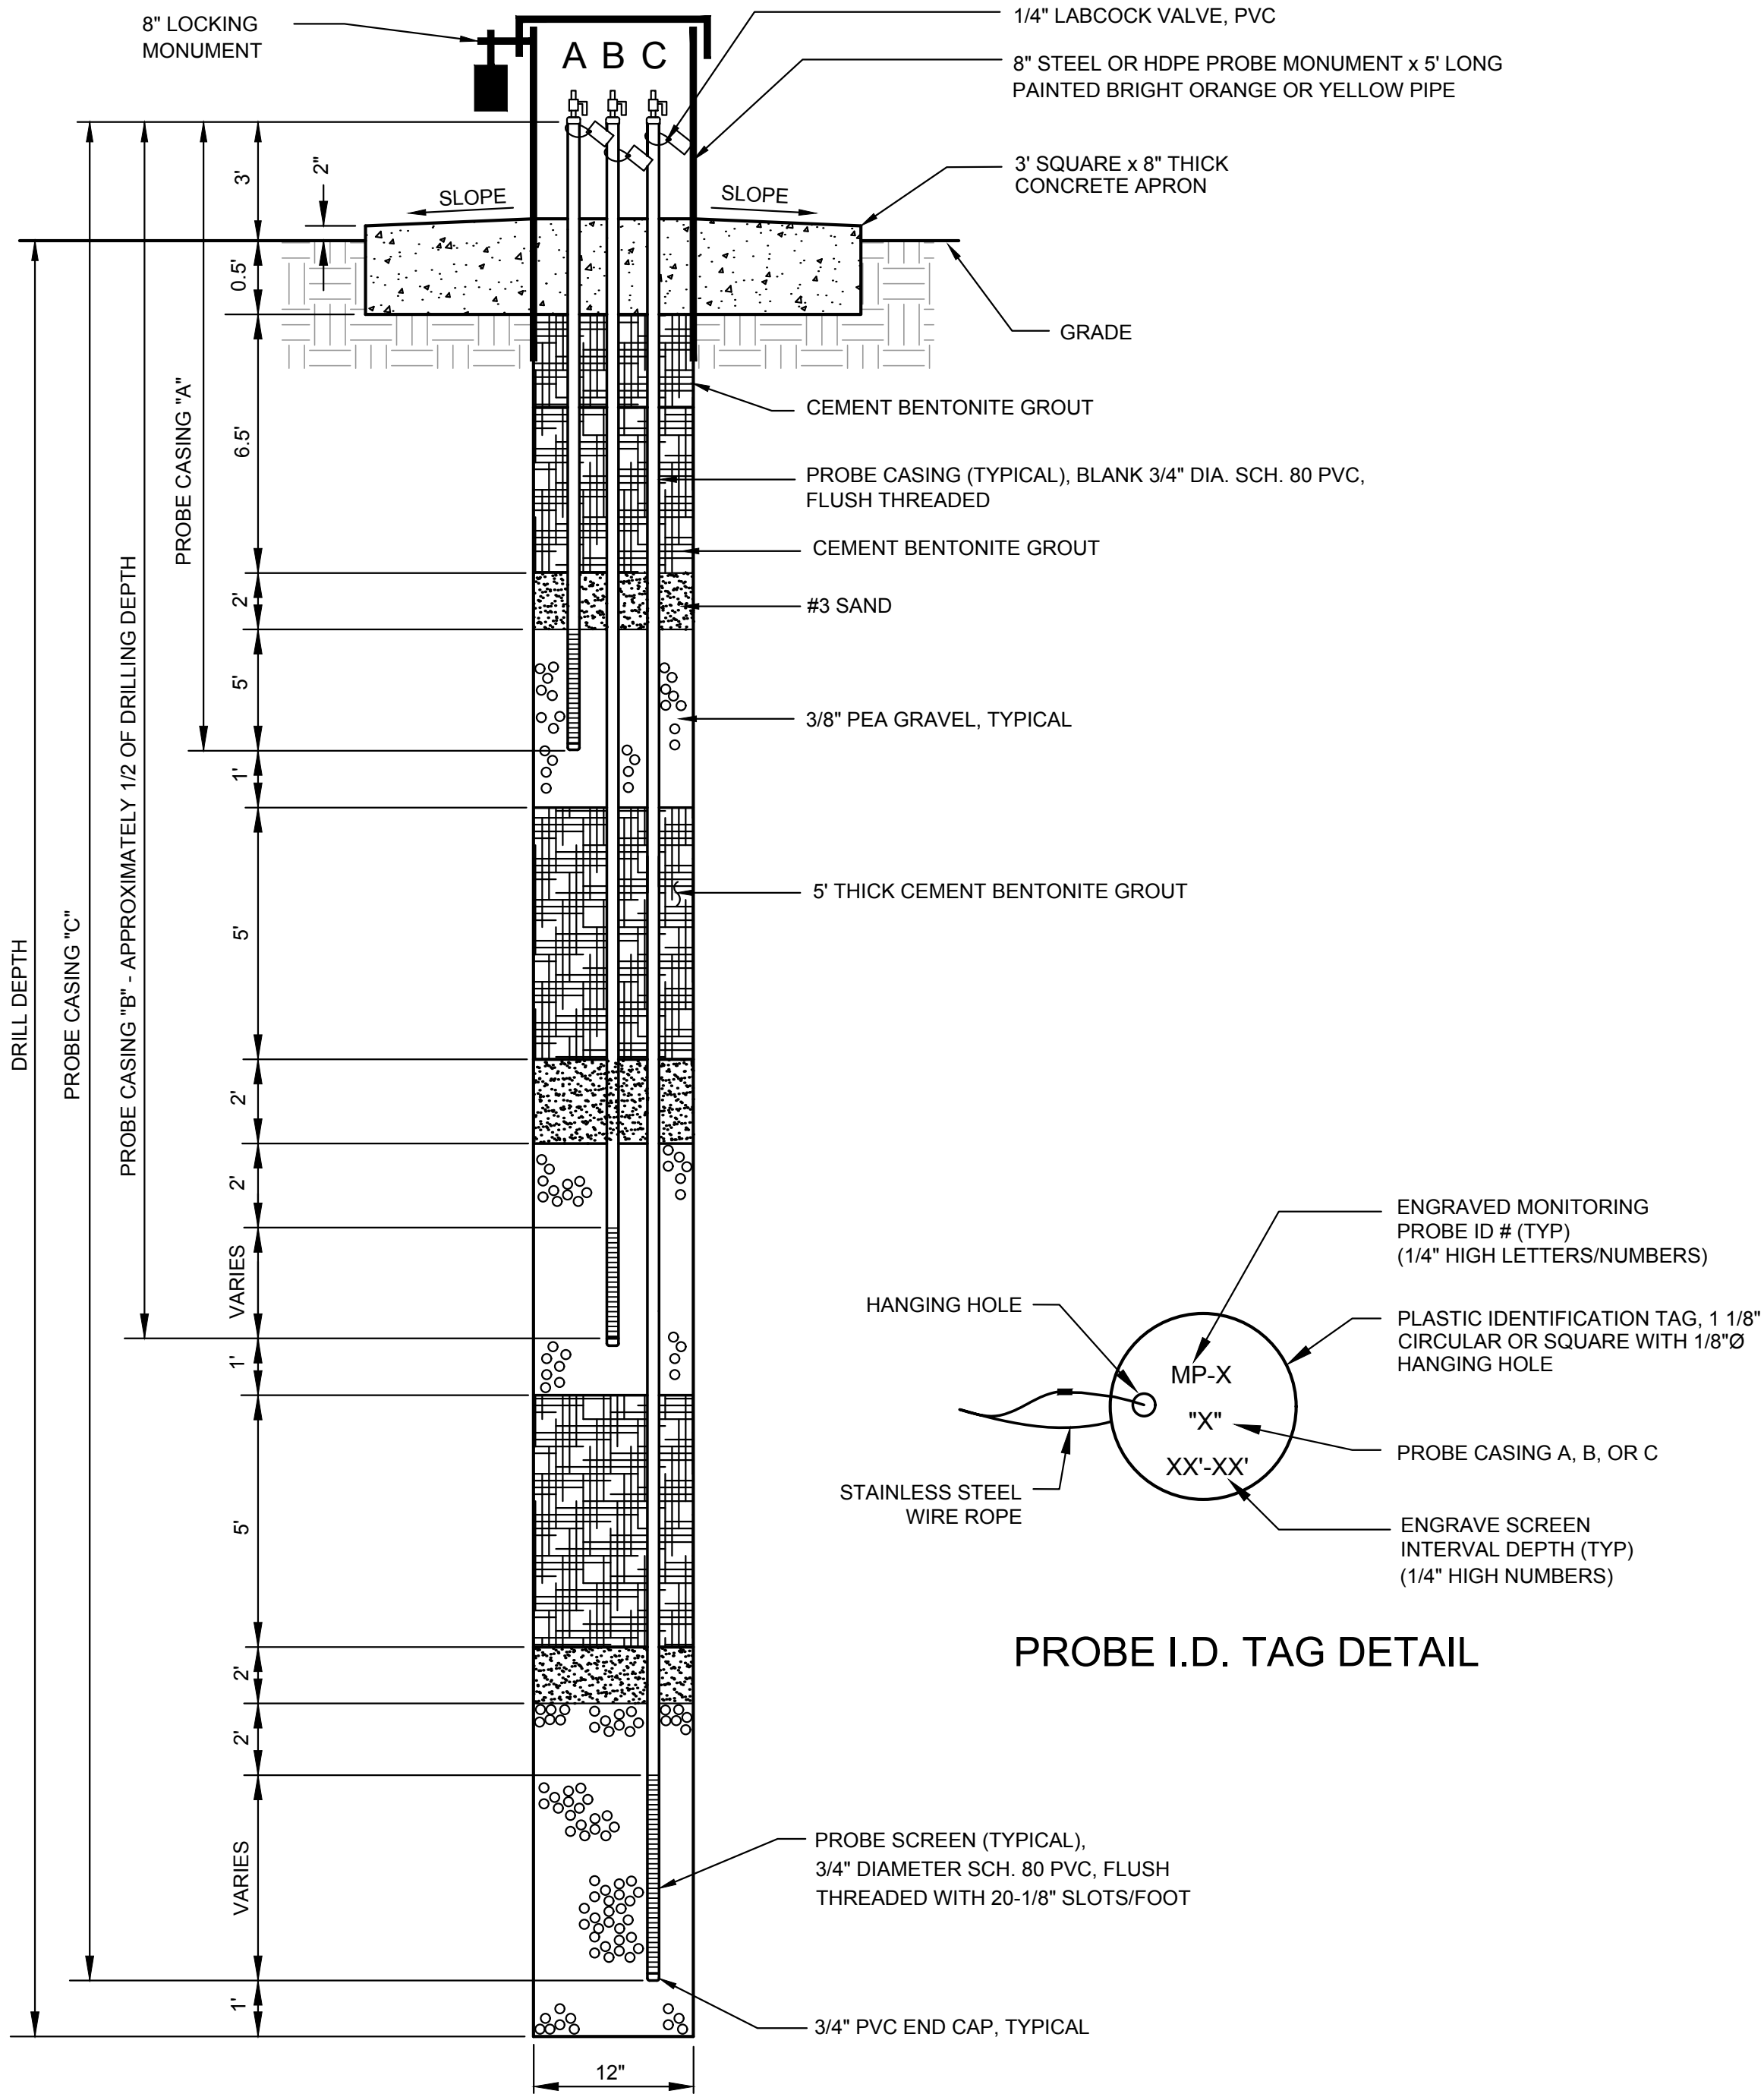 8" LOCKING
MONUMENT
A B C
1/4" LABCOCK VALVE, PVC
8" STEEL OR HDPE PROBE MONUMENT x 5' LONG
PAINTED BRIGHT ORANGE OR YELLOW PIPE
3' SQUARE x 8" THICK
CONCRETE APRON
3'
2"
SLOPE
SLOPE
0.5'
GRADE
6.5'
PROBE CASING "A"
CEMENT BENTONITE GROUT
PROBE CASING (TYPICAL), BLANK 3/4" DIA. SCH. 80 PVC,
FLUSH THREADED
CEMENT BENTONITE GROUT
2'
#3 SAND
5'
3/8" PEA GRAVEL, TYPICAL
1'
PROBE CASING "B" - APPROXIMATELY 1/2 OF DRILLING DEPTH
5'
5' THICK CEMENT BENTONITE GROUT
PROBE CASING "C"
DRILL DEPTH
2'
2'
VARIES
1'
5'
2'
2'
VARIES
1'
ENGRAVED MONITORING
PROBE ID # (TYP)
(1/4" HIGH LETTERS/NUMBERS)
HANGING HOLE
PLASTIC IDENTIFICATION TAG, 1 1/8"
CIRCULAR OR SQUARE WITH 1/8"Ø
HANGING HOLE
MP-X
"X"
XX'-XX'
PROBE CASING A, B, OR C
STAINLESS STEEL
WIRE ROPE
ENGRAVE SCREEN
INTERVAL DEPTH (TYP)
(1/4" HIGH NUMBERS)
PROBE I.D. TAG DETAIL
PROBE SCREEN (TYPICAL),
3/4" DIAMETER SCH. 80 PVC, FLUSH
THREADED WITH 20-1/8" SLOTS/FOOT
3/4" PVC END CAP, TYPICAL
12"